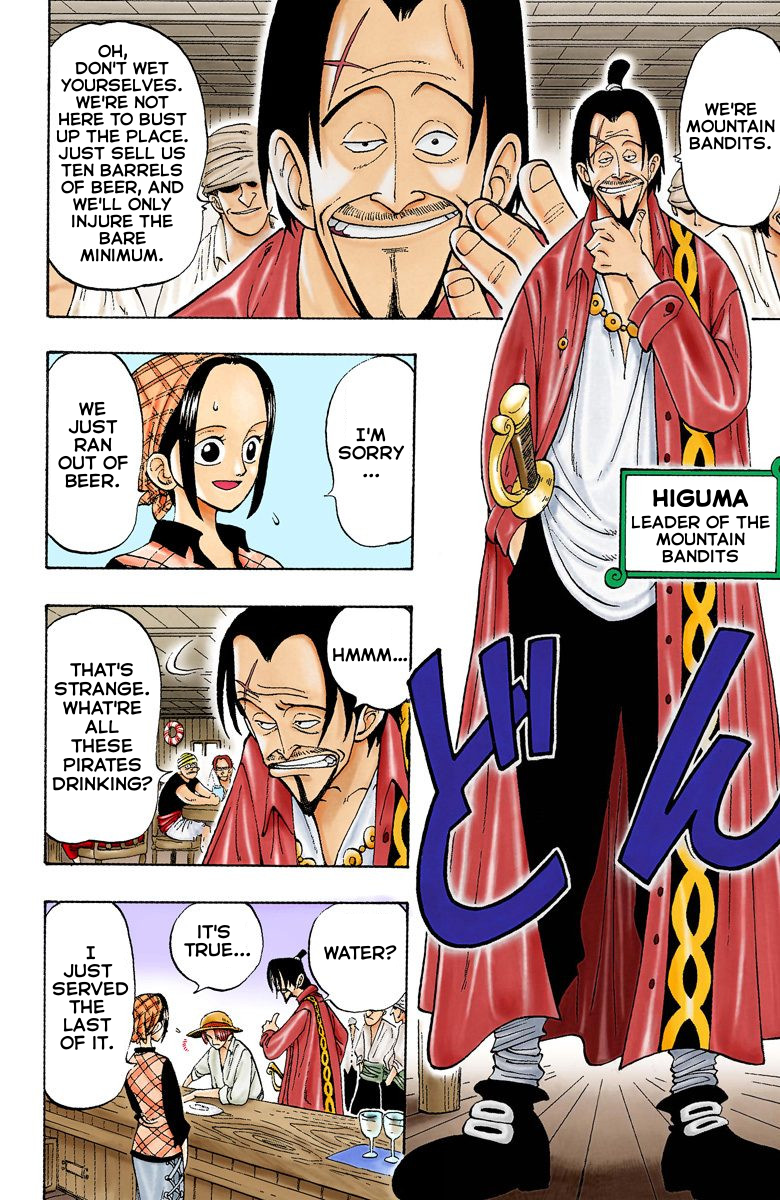 WE'RE
MOUNTAIN
BANDITS.
OH,
DON'T WET
YOURSELVES.
WE'RE NOT
HERE TO BUST
UP THE PLACE.
JUST SELL US
TEN BARRELS
OF BEER, AND
WE'LL ONLY
INJURE THE
BARE
MINIMUM.
HIGUMA
LEADER OF THE
MOUNTAIN
BANDITS
どん
I'M
SORRY
...
WE
JUST
RAN
OUT OF
BEER.
HMMM...
THAT'S
STRANGE.
WHAT'RE
ALL
THESE
PIRATES
DRINKING?
WATER?
IT'S
TRUE...
I
JUST
SERVED
THE
LAST
OF IT.